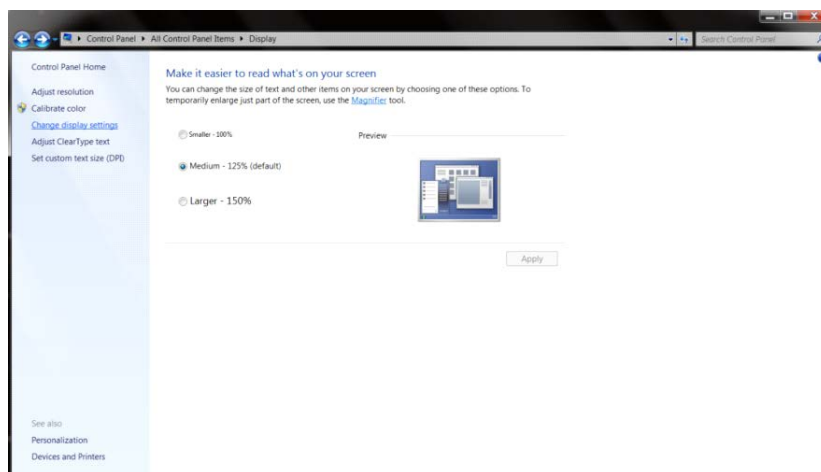 Control Panel ▸ All Control Panel Items ▸ Display
Search Control Panel
Control Panel Home
Adjust resolution
Calibrate color
Change display settings
Adjust ClearType text
Set custom text size (DPI)
Make it easier to read what's on your screen
You can change the size of text and other items on your screen by choosing one of these options. To
temporarily enlarge just part of the screen, use the Magnifier tool.
Smaller - 100%
Preview
Medium - 125% (default)
Larger - 150%
Apply
See also
Personalization
Devices and Printers